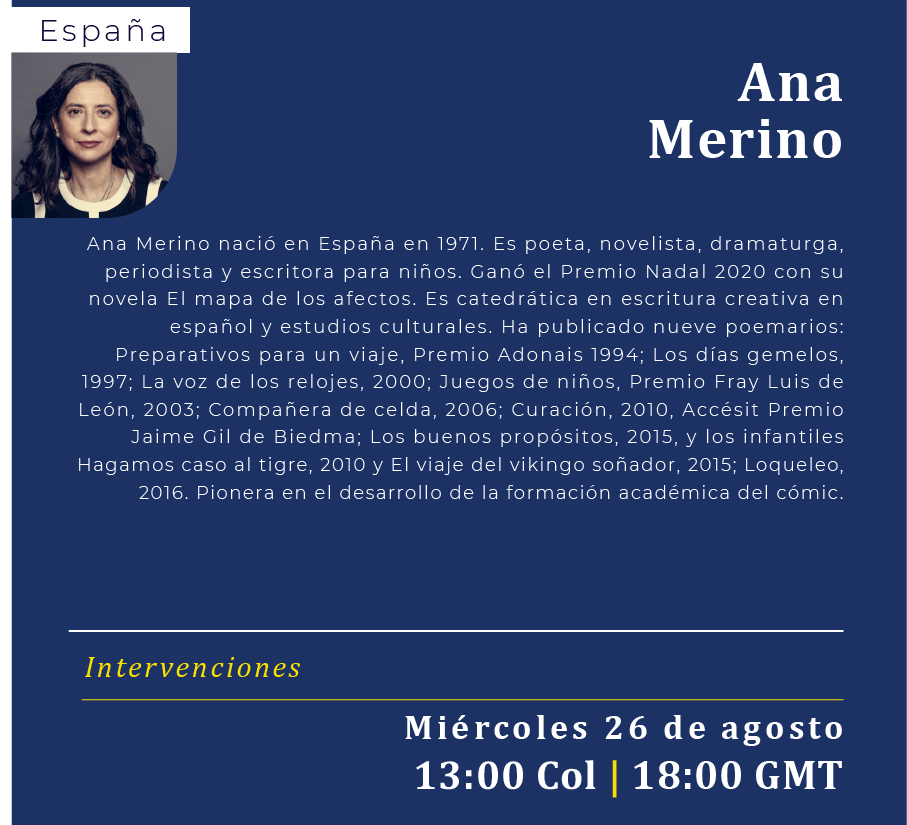 España
Ana
Merino
Ana Merino nació en España en 1971. Es poeta, novelista, dramaturga,
periodista y escritora para niños. Ganó el Premio Nadal 2020 con su
novela El mapa de los afectos. Es catedrática en escritura creativa en
español y estudios culturales. Ha publicado nueve poemarios:
Preparativos para un viaje, Premio Adonais 1994; Los días gemelos,
1997; La voz de los relojes, 2000; Juegos de niños, Premio Fray Luis de
León, 2003; Compañera de celda, 2006; Curación, 2010, Accésit Premio
Jaime Gil de Biedma; Los buenos propósitos, 2015, y los infantiles
Hagamos caso al tigre, 2010 y El viaje del vikingo soñador, 2015; Loqueleo,
2016. Pionera en el desarrollo de la formación académica del cómic.
Intervenciones
Miércoles 26 de agosto
13:00 Col | 18:00 GMT